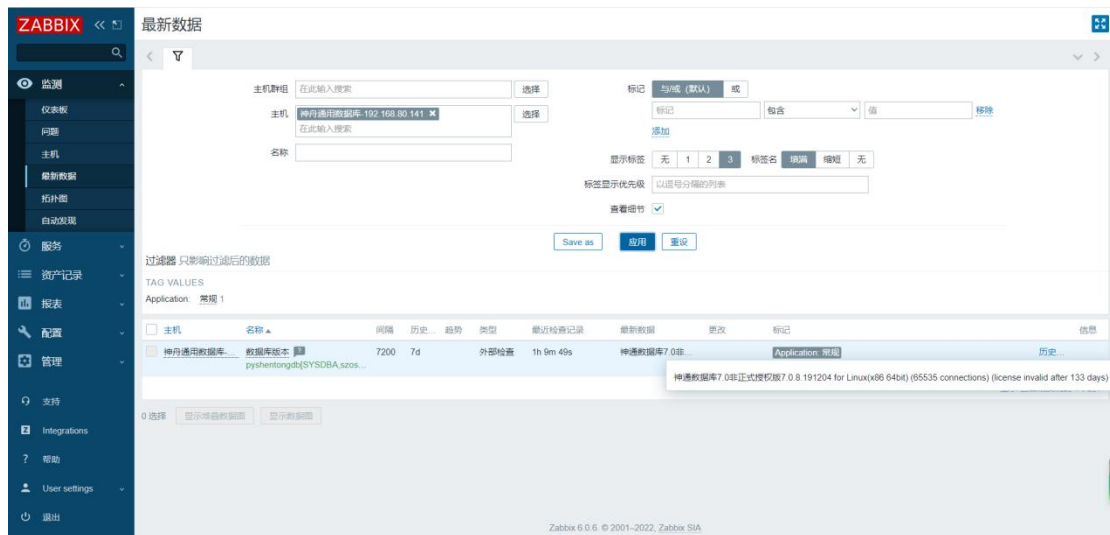 ZABBIX
最新数据
监测
仪表板
问题
主机
最新数据
拓扑图
自动发现
服务
资产记录
报表
配置
管理
支持
Integrations
帮助
User settings
退出
主机群组 在此输入搜索 选择
主机 神舟通用数据库-192.168.80.141 选择
在此输入搜索
名称
标记 与/或 (默认) 或
标记 包含 值 移除
添加
显示标签 无 1 2 3 标签名 填满 缩短 无
标签显示优先级 以逗号分隔的列表
查看细节
Save as 应用 重设
过滤器 只影响过滤后的数据
TAG VALUES
Application: 常规 1
主机 名称 间隔 历史... 趋势 类型 最近检查记录 最新数据 更改 标记 信息
神舟通用数据库-... 数据库版本 ? 7200 7d 外部检查 1h 9m 49s 神通数据库7.0非... Application: 常规 历史...
pyshentongdb[SYSDBA,szos...
神通数据库7.0非正式授权版7.0.8.191204 for Linux(x86 64bit) (65535 connections) (license invalid after 133 days)
0 选择 显示堆叠数据图 显示数据图
Zabbix 6.0.6. © 2001–2022, Zabbix SIA